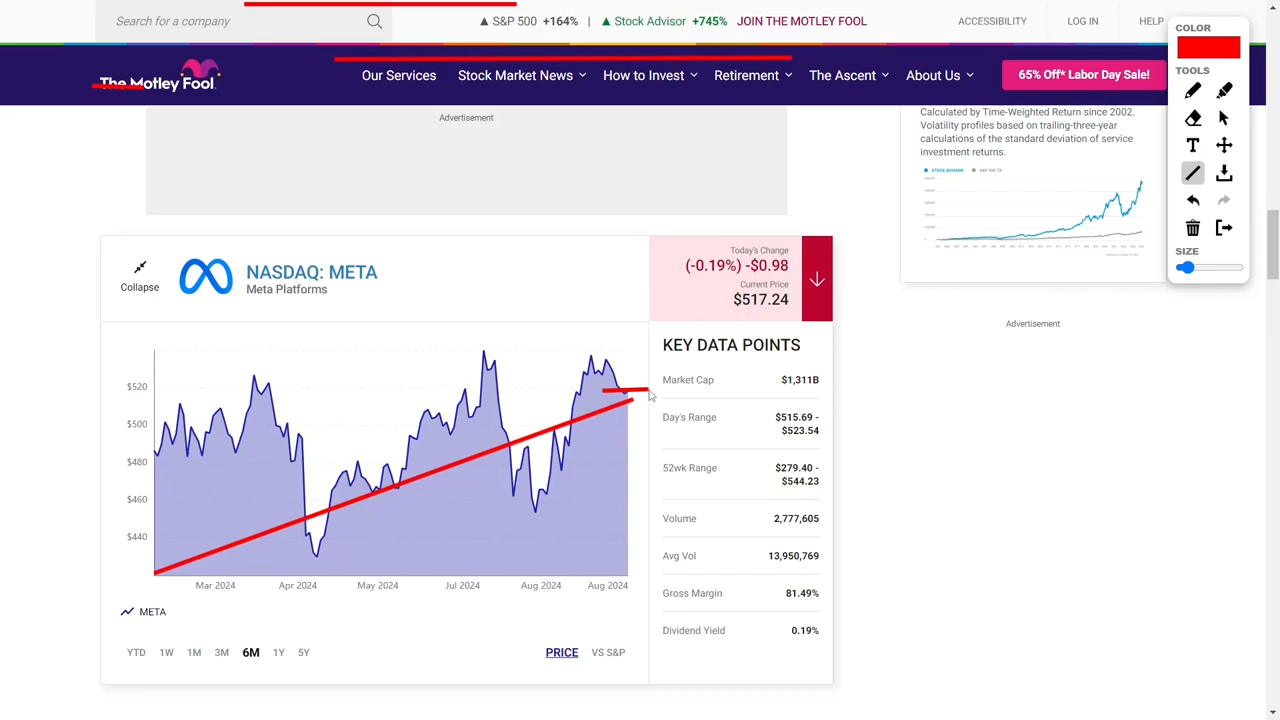 Search for a company
▲ S&P 500 +164% | ▲ Stock Advisor +745% JOIN THE MOTLEY FOOL
ACCESSIBILITY LOG IN HELP
The Motley Fool.
Our Services Stock Market News How to Invest Retirement The Ascent About Us
65% Off* Labor Day Sale!
COLOR
TOOLS
T
SIZE
Advertisement
Calculated by Time-Weighted Return since 2002.
Volatility profiles based on trailing-three-year
calculations of the standard deviation of service
investment returns.
STOCK ADVISOR S&P 500 TR
Collapse
NASDAQ: META
Meta Platforms
Today's Change
(-0.19%) -$0.98
Current Price
$517.24
Advertisement
$520
$500
$480
$460
$440
Mar 2024 Apr 2024 May 2024 Jul 2024 Aug 2024 Aug 2024
META
YTD 1W 1M 3M 6M 1Y 5Y
PRICE VS S&P
KEY DATA POINTS
Market Cap $1,311B
Day's Range $515.69 -
$523.54
52wk Range $279.40 -
$544.23
Volume 2,777,605
Avg Vol 13,950,769
Gross Margin 81.49%
Dividend Yield 0.19%